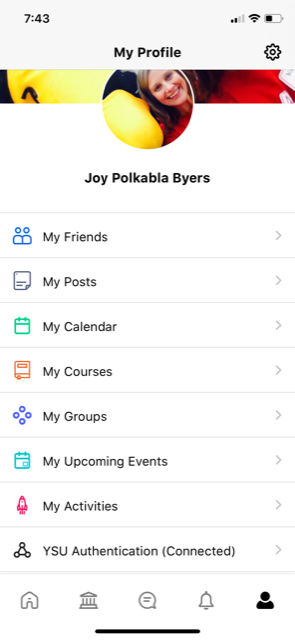 7:43
My Profile
Joy Polkabla Byers
My Friends
My Posts
My Calendar
My Courses
My Groups
My Upcoming Events
My Activities
YSU Authentication (Connected)